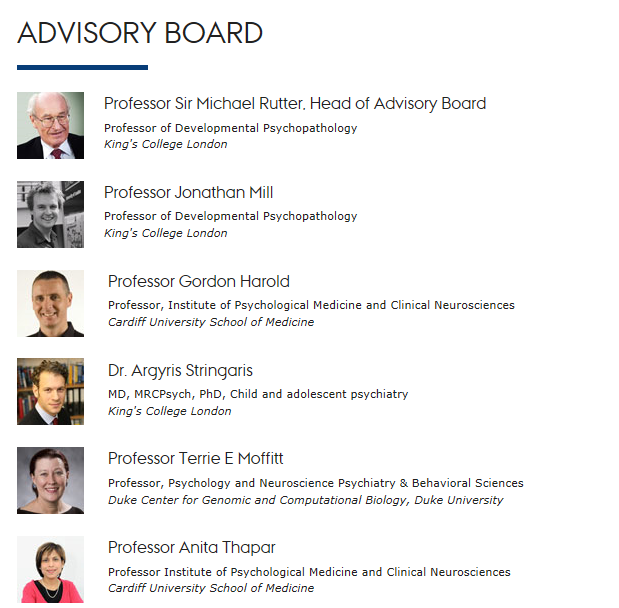 ADVISORY BOARD
Professor Sir Michael Rutter, Head of Advisory Board
Professor of Developmental Psychopathology
King's College London
Professor Jonathan Mill
Professor of Developmental Psychopathology
King's College London
Professor Gordon Harold
Professor, Institute of Psychological Medicine and Clinical Neurosciences
Cardiff University School of Medicine
Dr. Argyris Stringaris
MD, MRCPsych, PhD, Child and adolescent psychiatry
King's College London
Professor Terrie E Moffitt
Professor, Psychology and Neuroscience Psychiatry & Behavioral Sciences
Duke Center for Genomic and Computational Biology, Duke University
Professor Anita Thapar
Professor Institute of Psychological Medicine and Clinical Neurosciences
Cardiff University School of Medicine